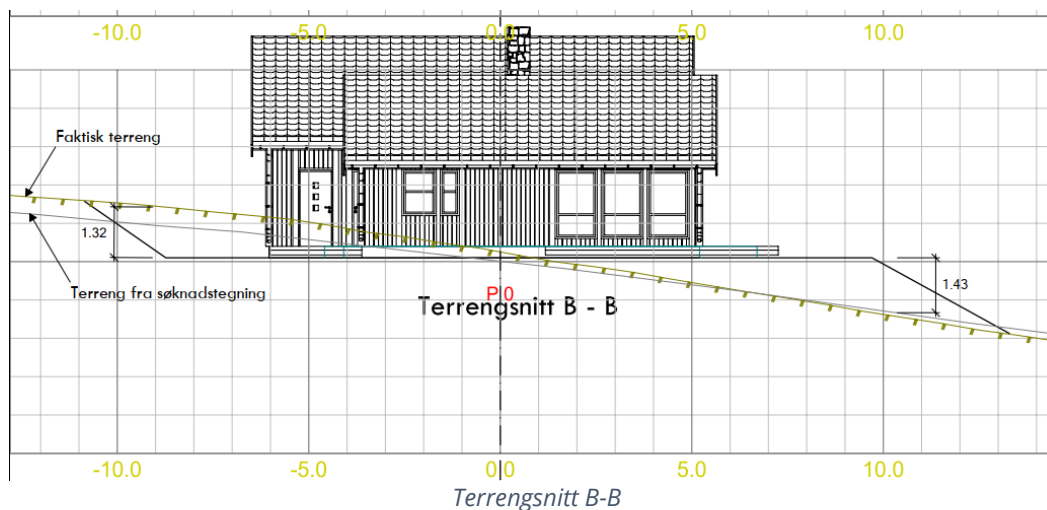 -10.0 -5.0 0.0 5.0 10.0
Faktisk terreng
1.32
Terreng fra søknadstegning
P 0
1.43
Terrengsnitt B - B
-10.0 -5.0 0.0 5.0 10.0
Terrengsnitt B-B